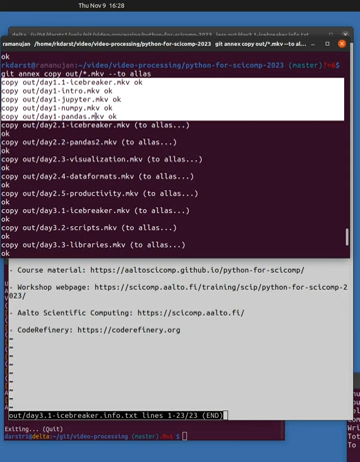 Thu Nov 9 16:28
ramanujan /home/rkdarst/video/video-processing/python-for-scicomp-2023 git annex copy out/*.mkv --to al...
ok
rkdarst@ramanujan:~/video/video-processing/python-for-scicomp-2023 (master)
git annex copy out/*.mkv --to allas
copy out/day1.1-icebreaker.mkv ok
copy out/day1-intro.mkv ok
copy out/day1-jupyter.mkv ok
copy out/day1-numpy.mkv ok
copy out/day1-pandas.mkv ok
copy out/day2.1-icebreaker.mkv (to allas...)
ok
copy out/day2.2-pandas2.mkv (to allas...)
ok
copy out/day2.3-visualization.mkv (to allas...)
ok
copy out/day2.4-dataformats.mkv (to allas...)
ok
copy out/day2.5-productivity.mkv (to allas...)
ok
copy out/day3.1-icebreaker.mkv (to allas...)
ok
copy out/day3.2-scripts.mkv (to allas...)
ok
copy out/day3.3-libraries.mkv (to allas...)
ok
- Course material: https://aaltoscicomp.github.io/python-for-scicomp/
- Workshop webpage: https://scicomp.aalto.fi/training/scip/python-for-scicomp-2
023/
- Aalto Scientific Computing: https://scicomp.aalto.fi/
- CodeRefinery: https://coderefinery.org
~
~
~
~
~
~
~
~
~
out/day3.1-icebreaker.info.txt lines 1-23/23 (END)
Exiting... (Quit)
darstr1@delta:~/git/video-processing (master) $
Wri
Tot
To